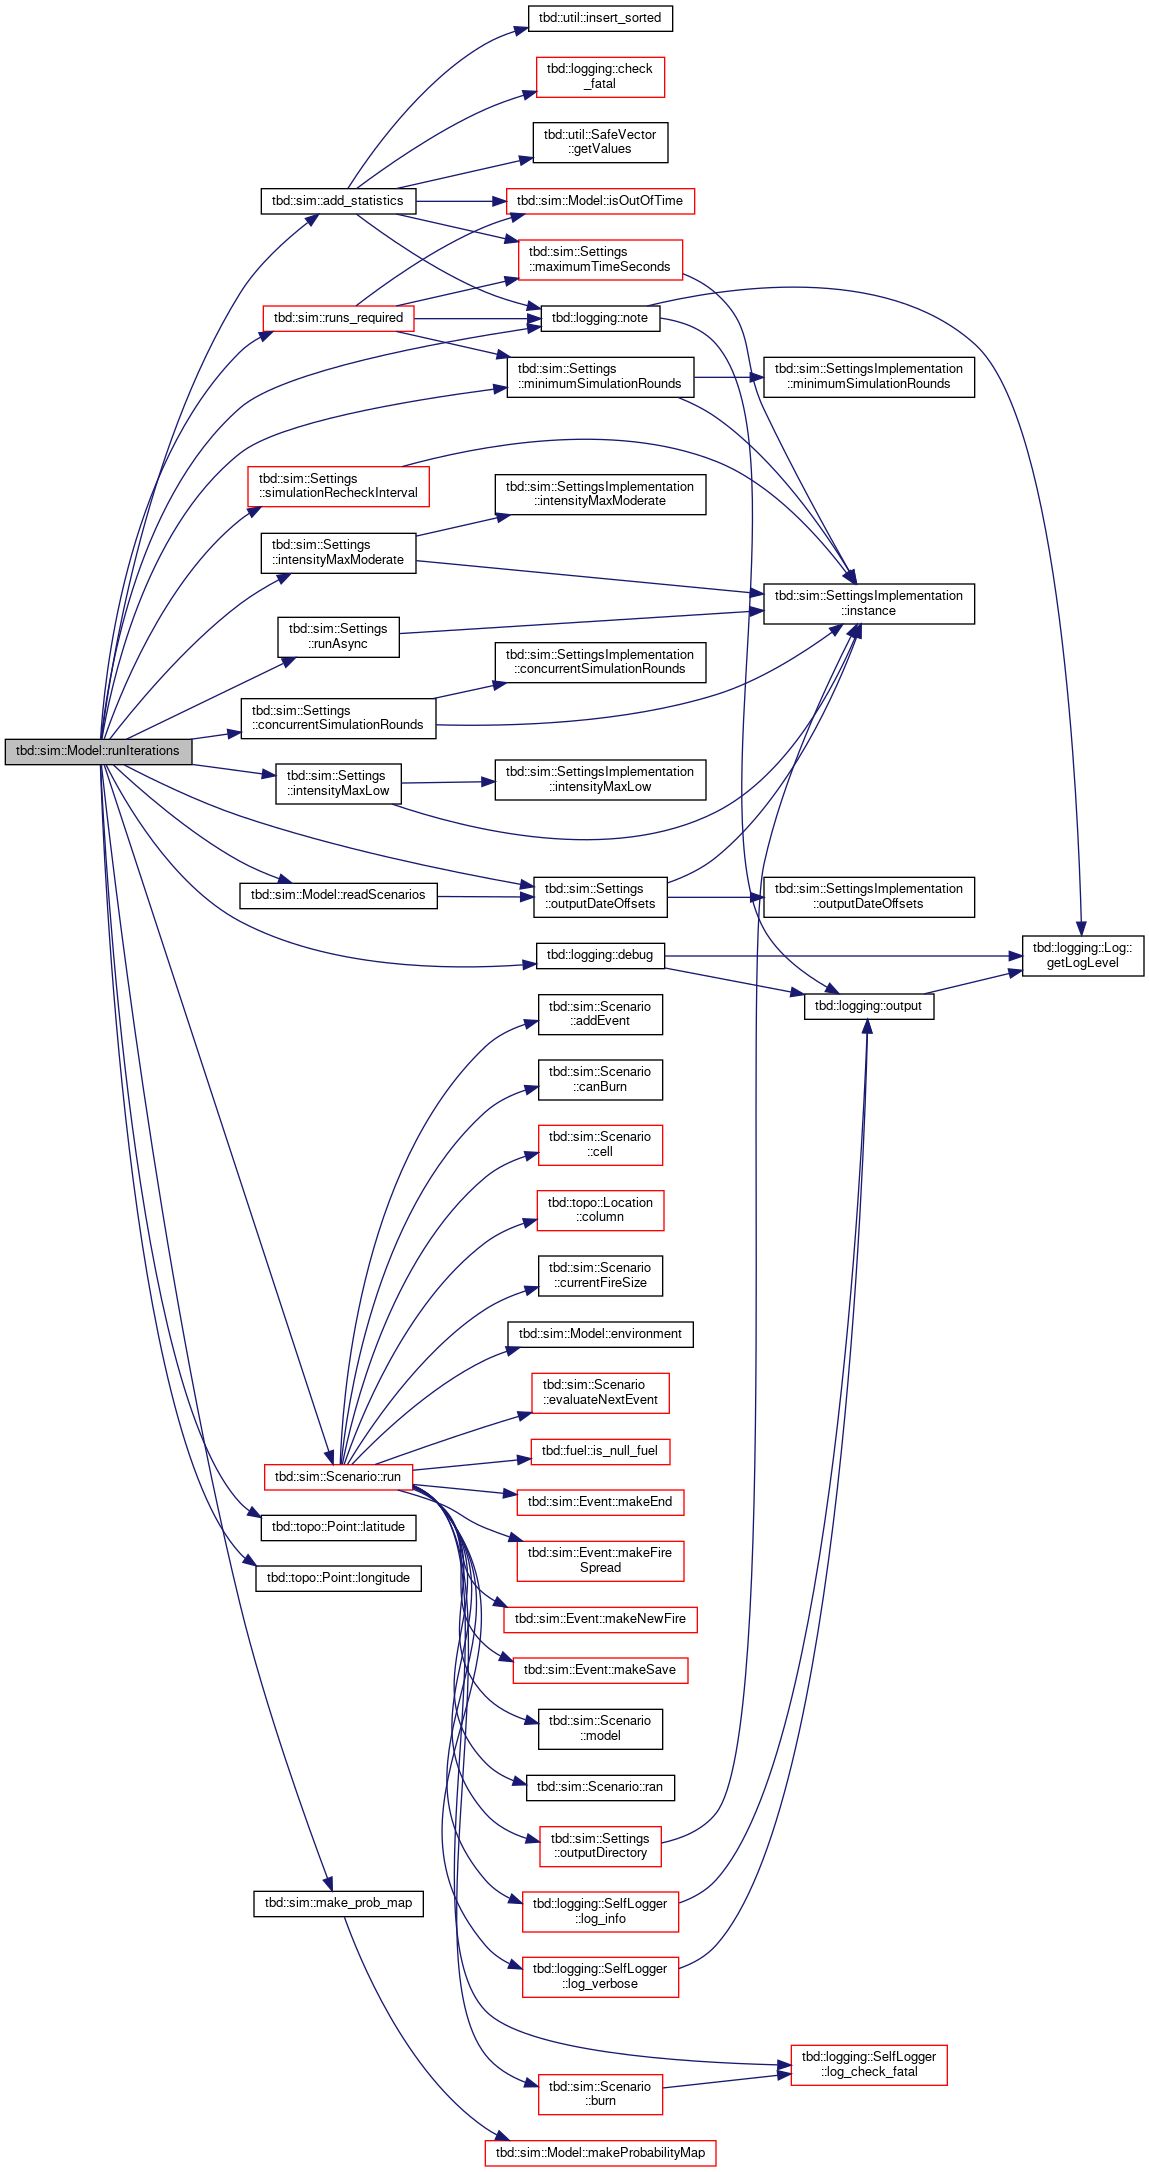 tbd::util::insert_sorted
tbd::logging::check
_fatal
tbd::util::SafeVector
::getValues
tbd::sim::add_statistics
tbd::sim::Model::isOutOfTime
tbd::sim::Settings
::maximumTimeSeconds
tbd::sim::runs_required
tbd::logging::note
tbd::sim::Settings
::minimumSimulationRounds
tbd::sim::SettingsImplementation
::minimumSimulationRounds
tbd::sim::Settings
::simulationRecheckInterval
tbd::sim::SettingsImplementation
::intensityMaxModerate
tbd::sim::Settings
::intensityMaxModerate
tbd::sim::SettingsImplementation
::instance
tbd::sim::Settings
::runAsync
tbd::sim::SettingsImplementation
::concurrentSimulationRounds
tbd::sim::Settings
::concurrentSimulationRounds
tbd::sim::Model::runIterations
tbd::sim::Settings
::intensityMaxLow
tbd::sim::SettingsImplementation
::intensityMaxLow
tbd::sim::Model::readScenarios
tbd::sim::Settings
::outputDateOffsets
tbd::sim::SettingsImplementation
::outputDateOffsets
tbd::logging::debug
tbd::logging::Log::
getLogLevel
tbd::logging::output
tbd::sim::Scenario
::addEvent
tbd::sim::Scenario
::canBurn
tbd::sim::Scenario
::cell
tbd::topo::Location
::column
tbd::sim::Scenario
::currentFireSize
tbd::sim::Model::environment
tbd::sim::Scenario
::evaluateNextEvent
tbd::fuel::is_null_fuel
tbd::sim::Scenario::run
tbd::sim::Event::makeEnd
tbd::topo::Point::latitude
tbd::sim::Event::makeFire
Spread
tbd::topo::Point::longitude
tbd::sim::Event::makeNewFire
tbd::sim::Event::makeSave
tbd::sim::Scenario
::model
tbd::sim::Scenario::ran
tbd::sim::Settings
::outputDirectory
tbd::sim::make_prob_map
tbd::logging::SelfLogger
::log_info
tbd::logging::SelfLogger
::log_verbose
tbd::logging::SelfLogger
::log_check_fatal
tbd::sim::Scenario
::burn
tbd::sim::Model::makeProbabilityMap